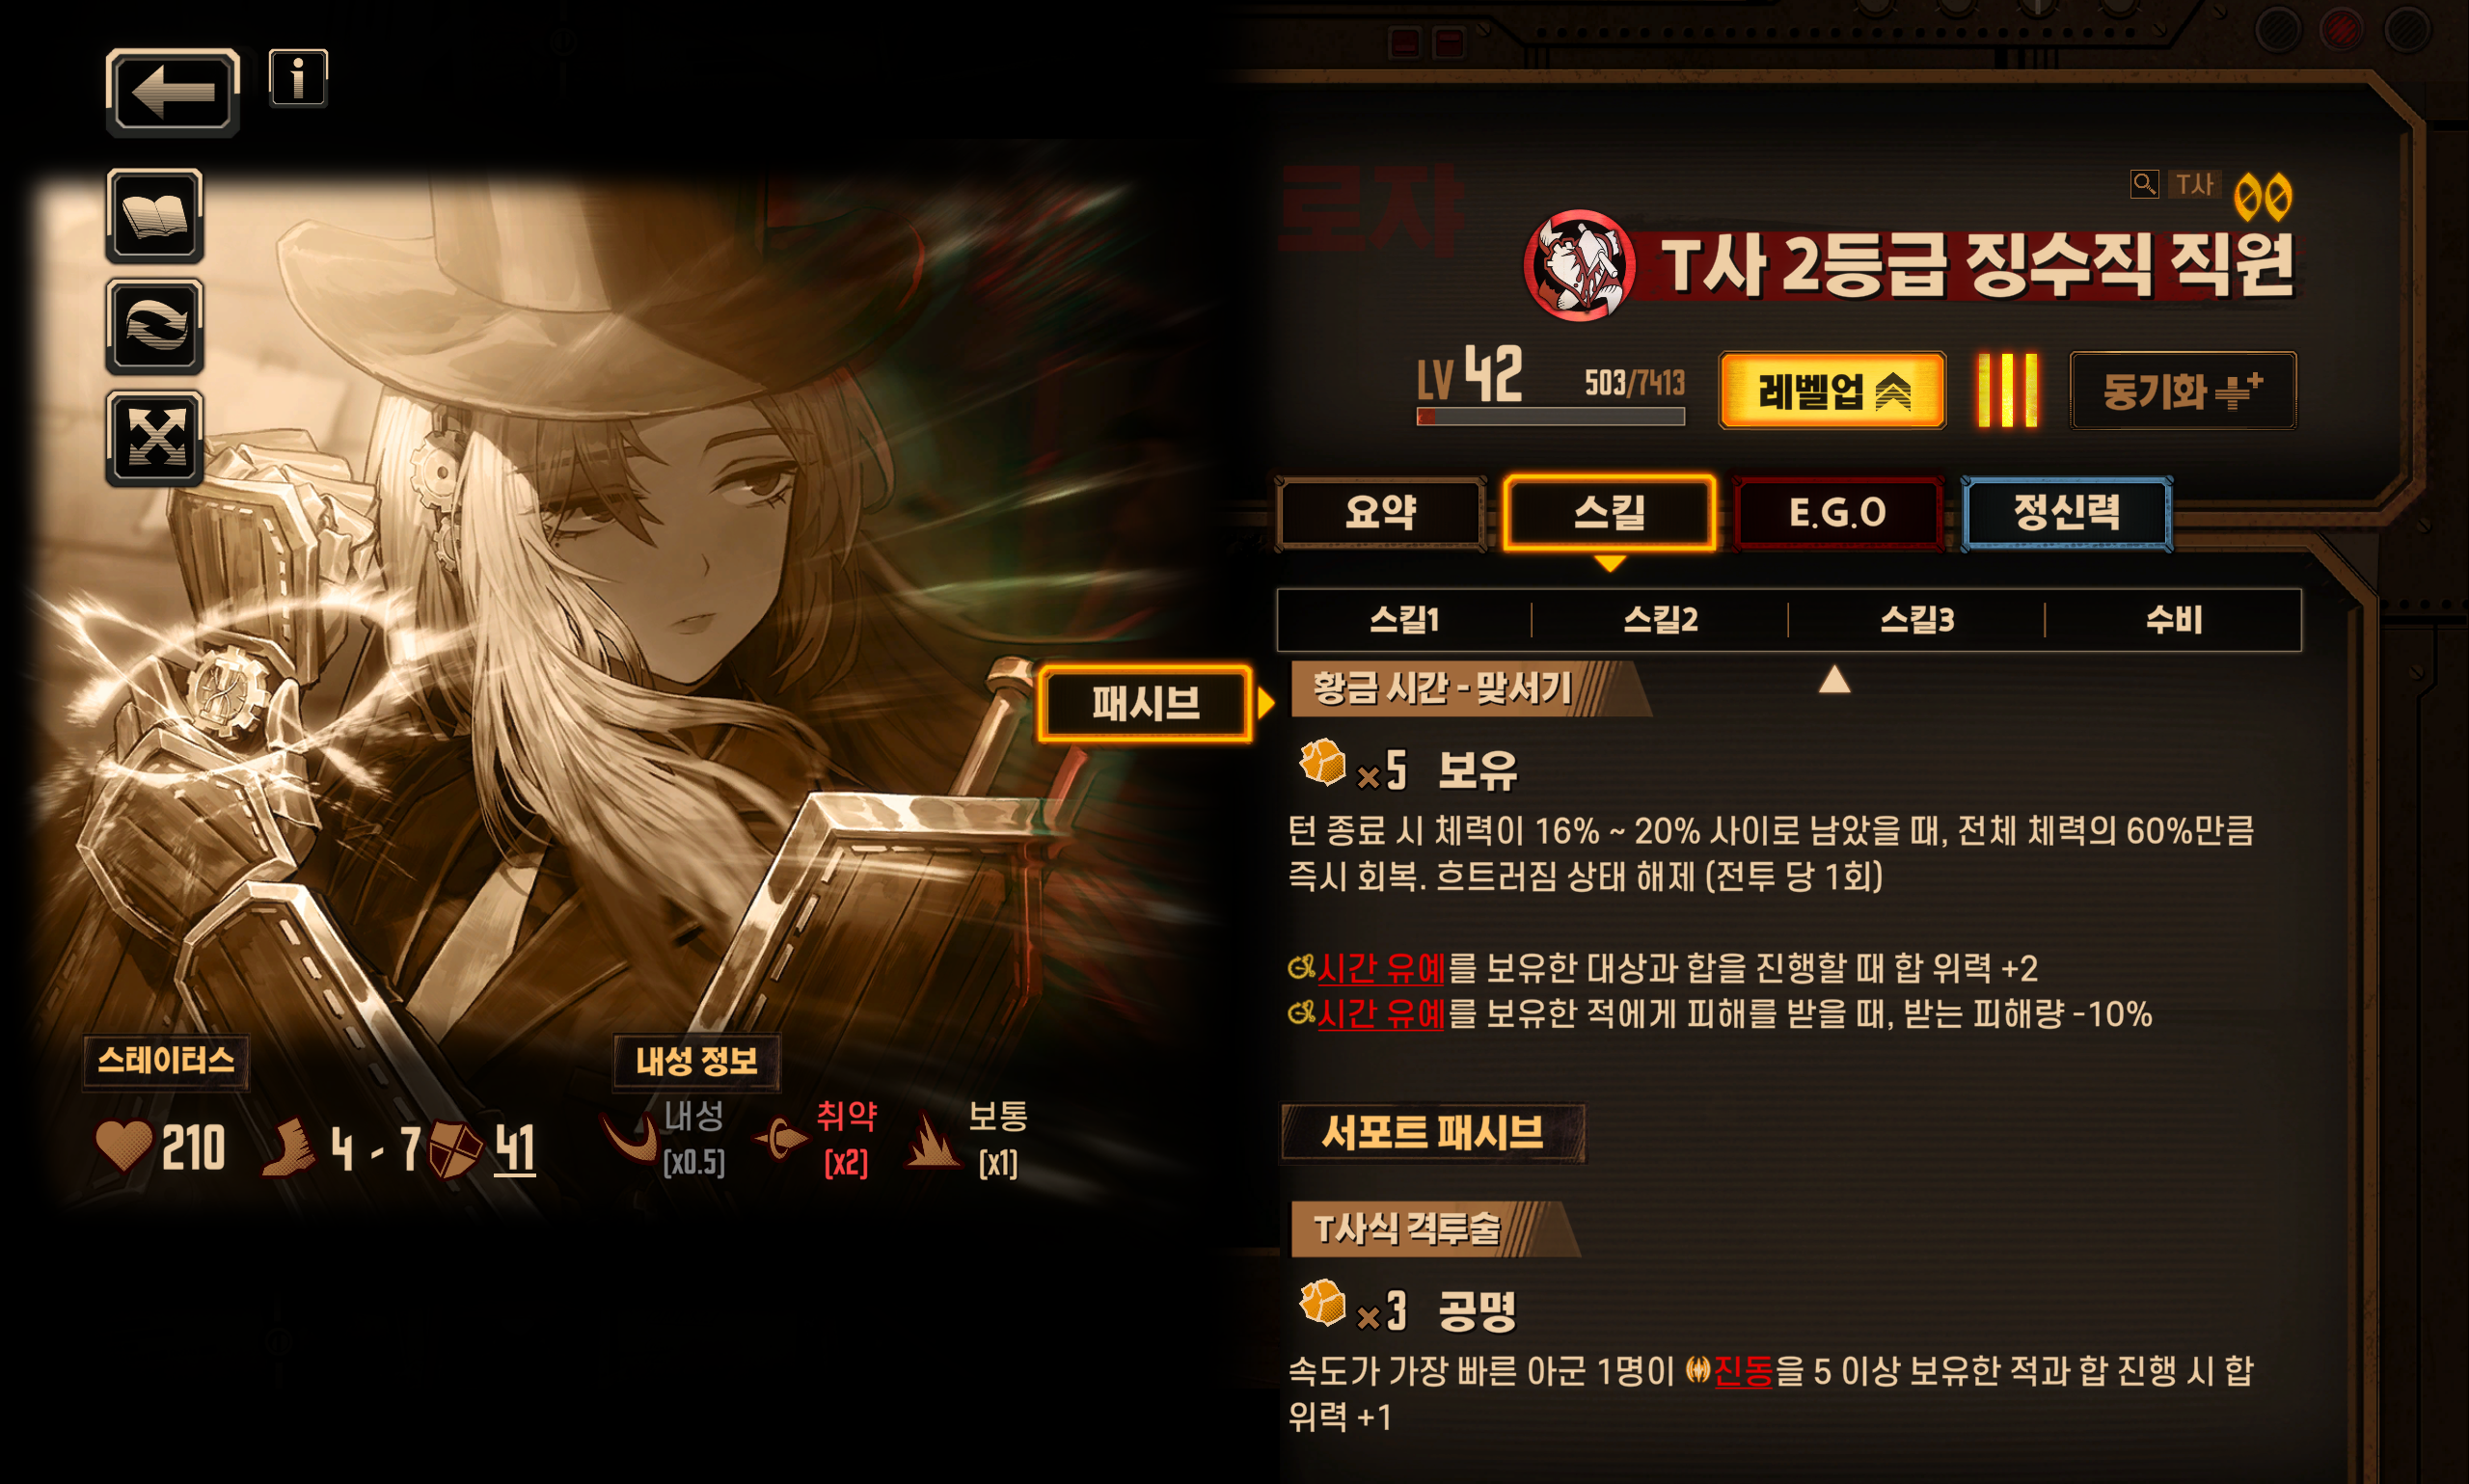 로쟈
T사
T사 2등급 징수직 직원
LV 42 503/7413 레벨업 동기화
요약 스킬 E.G.O 정신력
스킬1 스킬2 스킬3 수비
패시브
황금 시간 - 맞서기
×5 보유
턴 종료 시 체력이 16% ~ 20% 사이로 남았을 때, 전체 체력의 60%만큼
즉시 회복. 흐트러짐 상태 해제 (전투 당 1회)
시간 유예를 보유한 대상과 합을 진행할 때 합 위력 +2
시간 유예를 보유한 적에게 피해를 받을 때, 받는 피해량 -10%
서포트 패시브
T사식 격투술
×3 공명
속도가 가장 빠른 아군 1명이 진동을 5 이상 보유한 적과 합 진행 시 합
위력 +1
스테이터스
210 4 - 7 41
내성 정보
내성 취약 보통
[x0.5] [x2] [x1]